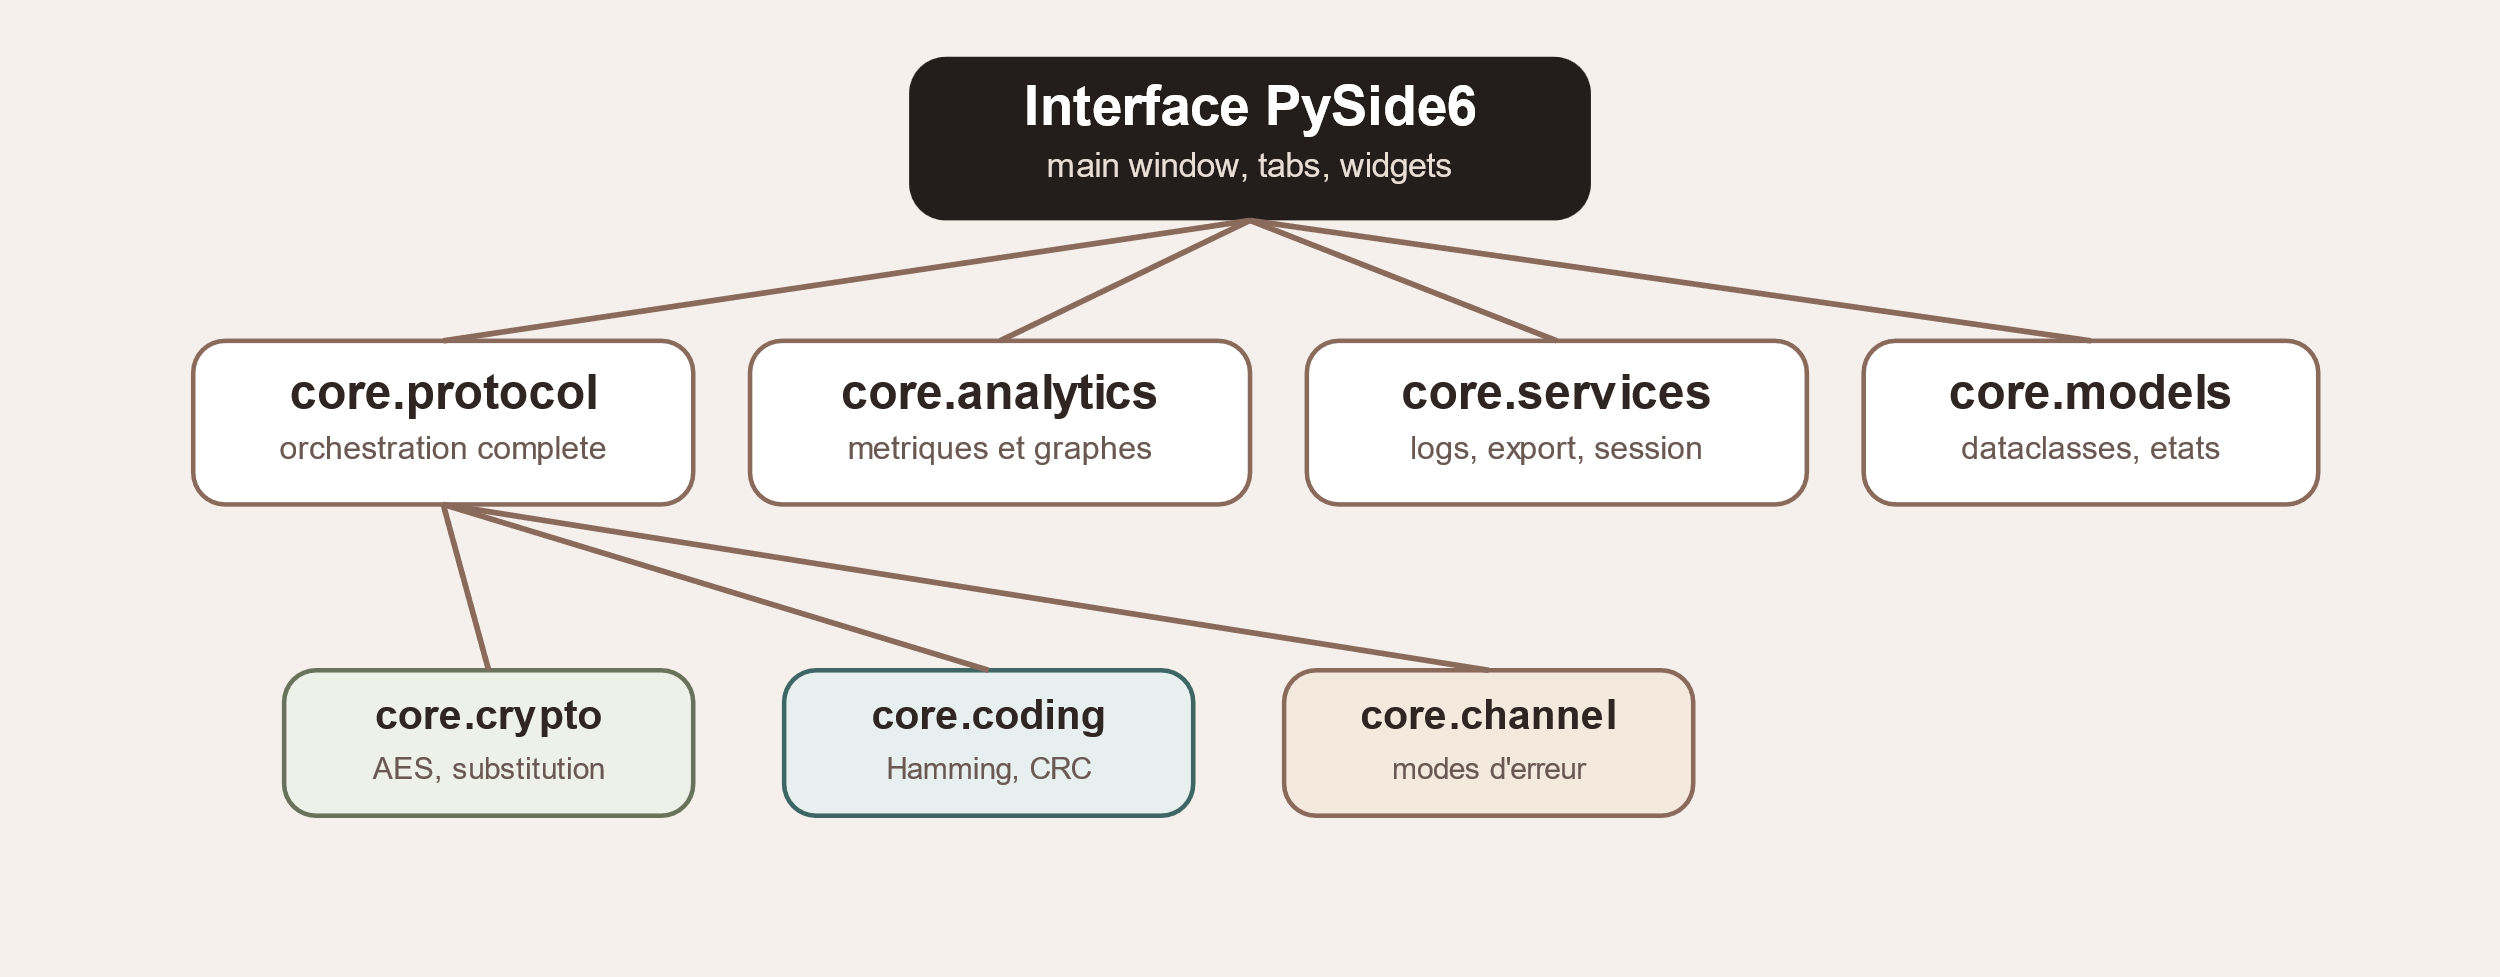 Interface PySide6
main window, tabs, widgets
core.protocol
orchestration complete
core.analytics
metriques et graphes
core.services
logs, export, session
core.models
dataclasses, etats
core.crypto
AES, substitution
core.coding
Hamming, CRC
core.channel
modes d'erreur